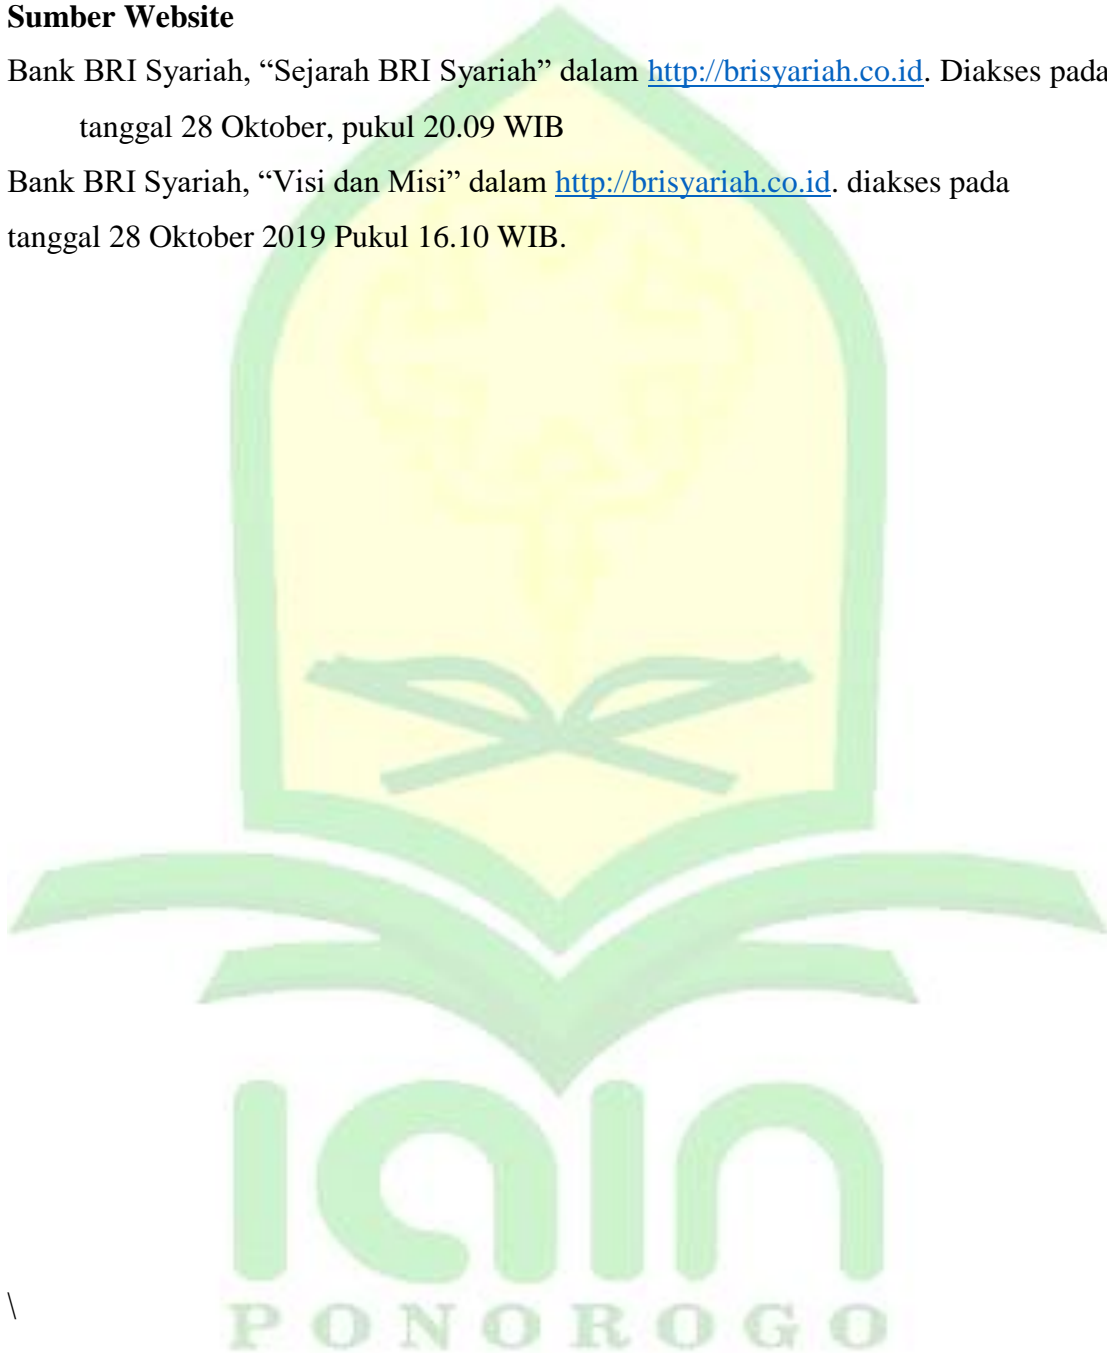 Sumber Website
Bank BRI Syariah, “Sejarah BRI Syariah” dalam http://brisyariah.co.id. Diakses pada
tanggal 28 Oktober, pukul 20.09 WIB
Bank BRI Syariah, “Visi dan Misi” dalam http://brisyariah.co.id. diakses pada
tanggal 28 Oktober 2019 Pukul 16.10 WIB.
iain
\
PONOROGO